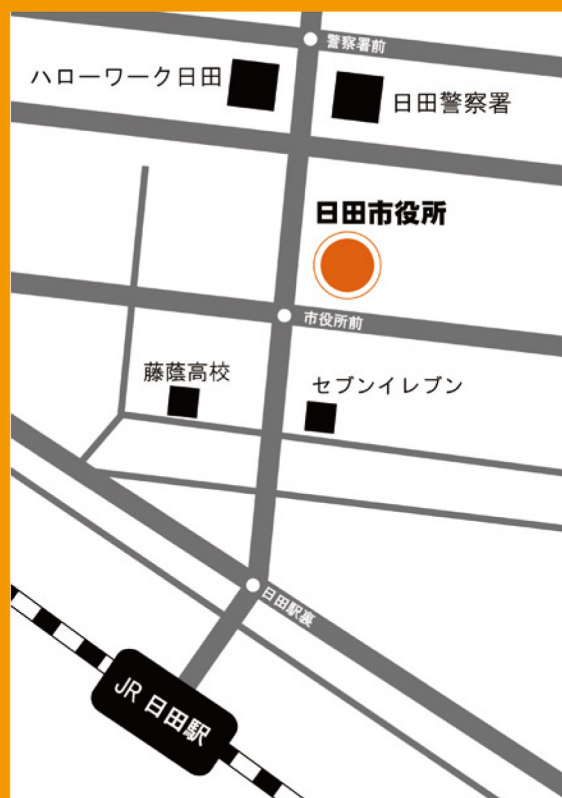 警察署前
ハローワーク日田
日田警察署
日田市役所
市役所前
藤蔭高校
セブンイレブン
日田駅裏
JR 日田駅